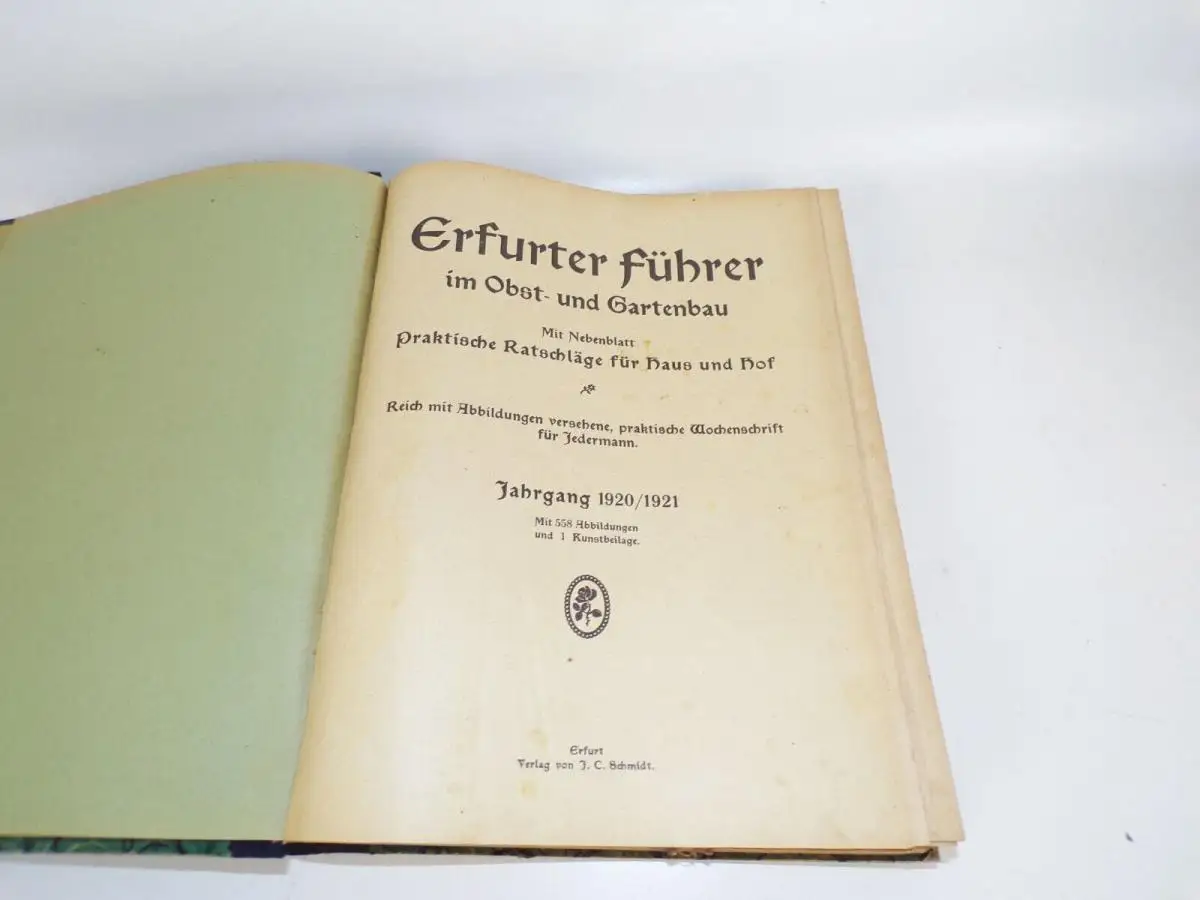 Erfurter Führer
im Obst- und Gartenbau
Mit Nebenblatt
Praktische Ratschläge für Haus und Hof
Reich mit Abbildungen versehene, praktische Wochenschrift
für Jedermann.
Jahrgang 1920/1921
Mit 558 Abbildungen
und 1 Kunstbeilage.
Erfurt
Verlag von J. C. Schmidt.